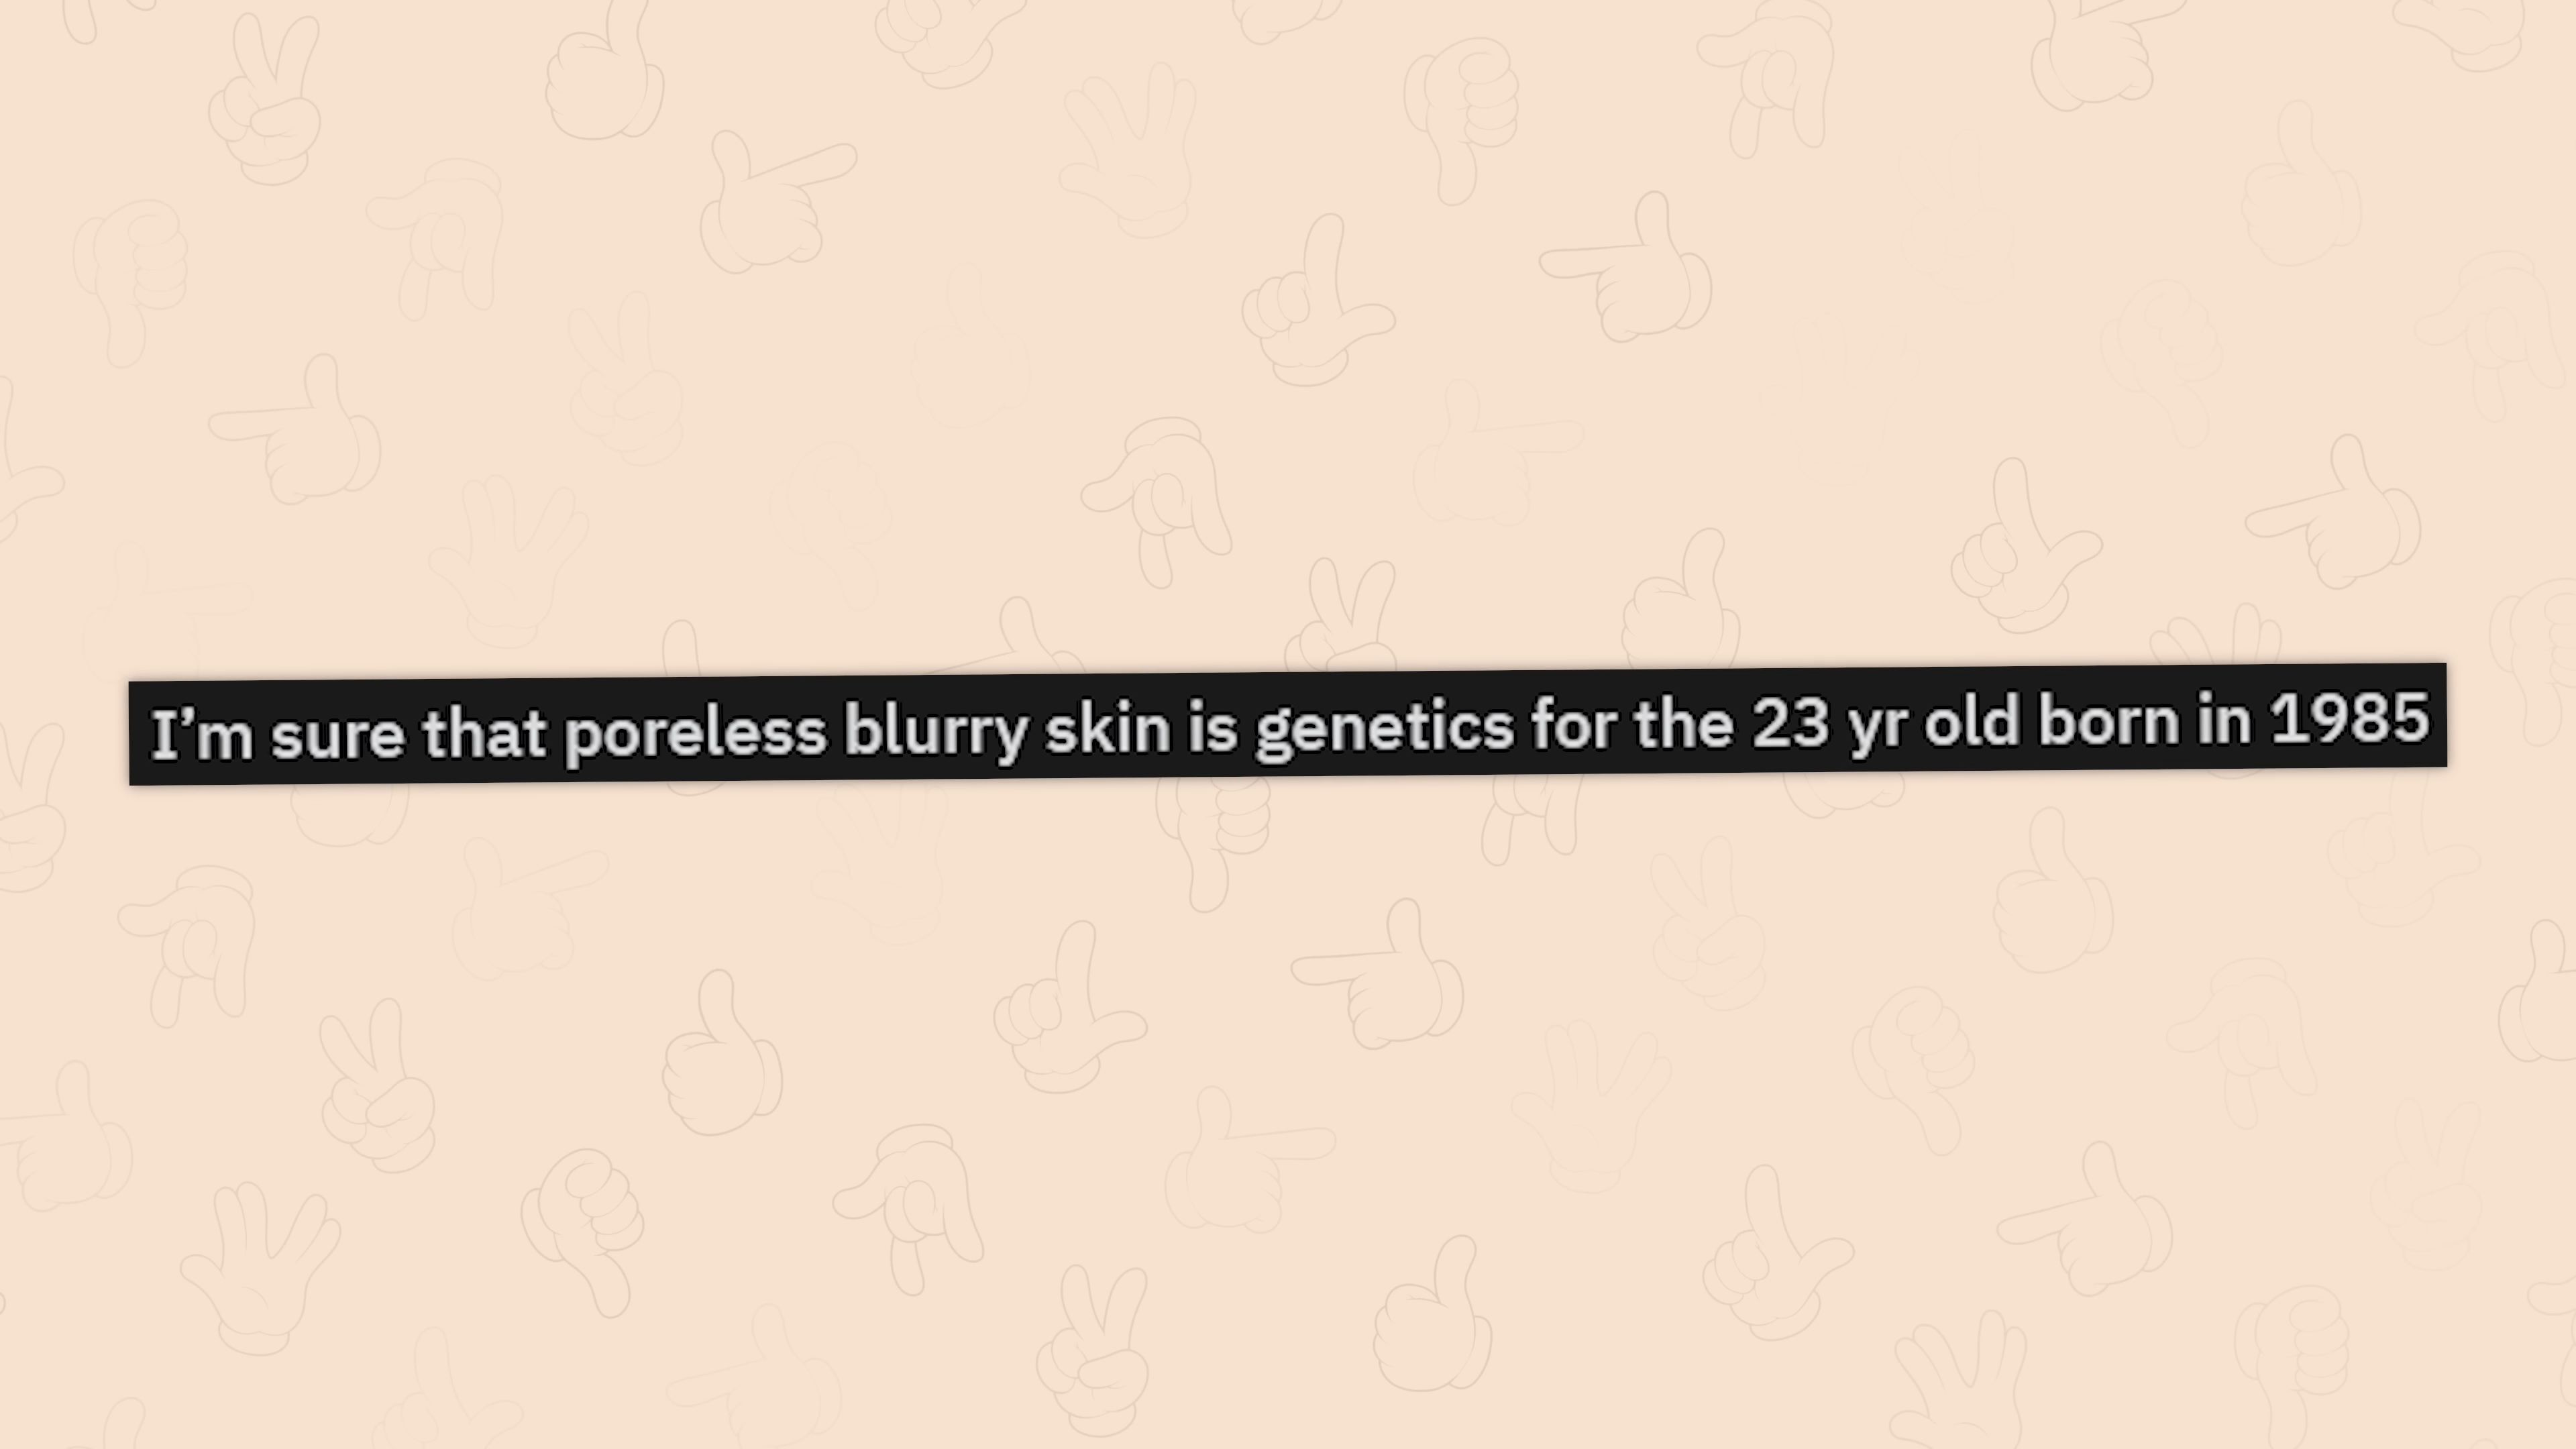 I’m sure that poreless blurry skin is genetics for the 23 yr old born in 1985